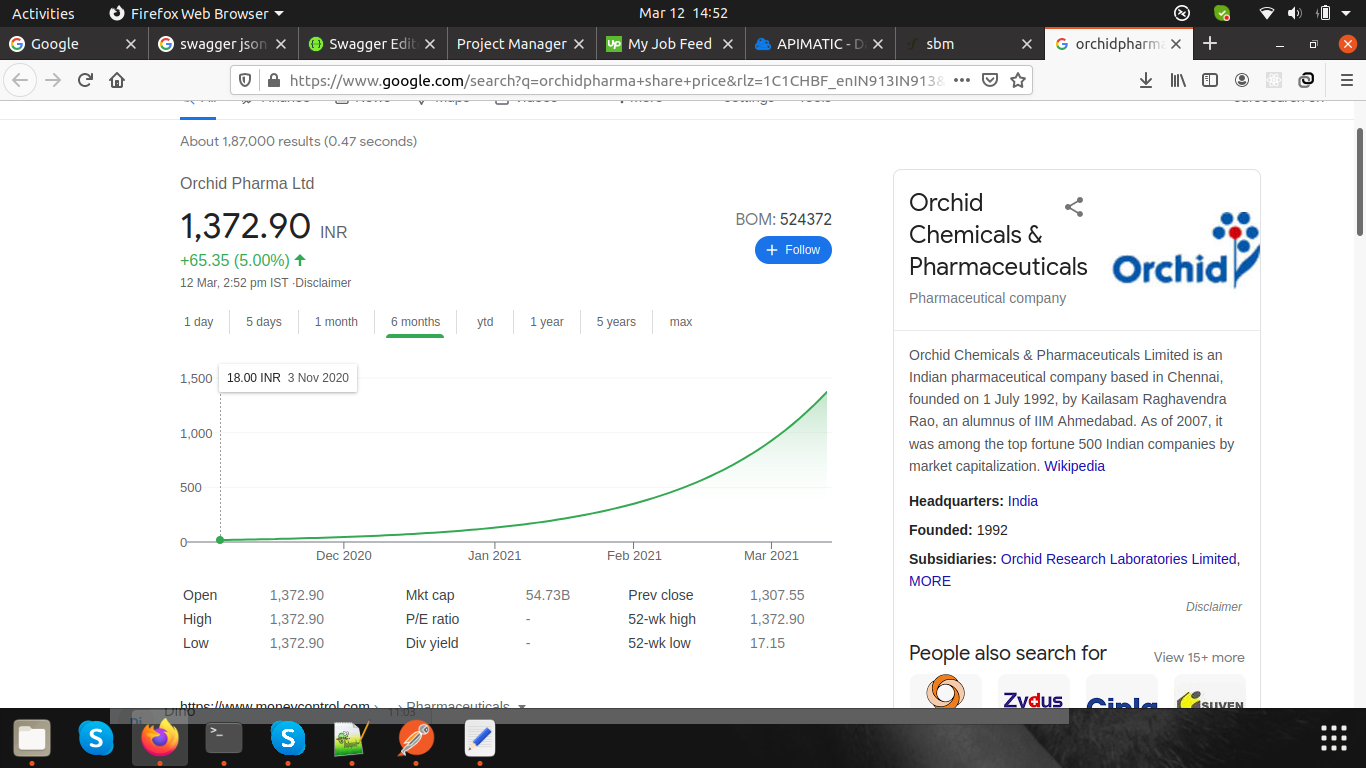 Activities
Firefox Web Browser
Mar 12 14:52
Google
swagger json
Swagger Edit
Project Manager
Up My Job Feed
APIMATIC - D
sbm
orchidpharma
https://www.google.com/search?q=orchidpharma+share+price&rlz=1C1CHBF_enIN913IN913&
About 1,87,000 results (0.47 seconds)
Orchid Pharma Ltd
1,372.90 INR
BOM: 524372
+65.35 (5.00%)
+ Follow
12 Mar, 2:52 pm IST ·Disclaimer
1 day 5 days 1 month 6 months ytd 1 year 5 years max
18.00 INR 3 Nov 2020
1,500
1,000
500
0
Dec 2020 Jan 2021 Feb 2021 Mar 2021
Open 1,372.90 Mkt cap 54.73B Prev close 1,307.55
High 1,372.90 P/E ratio - 52-wk high 1,372.90
Low 1,372.90 Div yield - 52-wk low 17.15
https://www.moneycontrol.com › ... › Pharmaceuticals
Orchid
Chemicals &
Pharmaceuticals
Orchid
Pharmaceutical company
Orchid Chemicals & Pharmaceuticals Limited is an
Indian pharmaceutical company based in Chennai,
founded on 1 July 1992, by Kailasam Raghavendra
Rao, an alumnus of IIM Ahmedabad. As of 2007, it
was among the top fortune 500 Indian companies by
market capitalization. Wikipedia
Headquarters: India
Founded: 1992
Subsidiaries: Orchid Research Laboratories Limited,
MORE
Disclaimer
People also search for
View 15+ more
Zydus
Cipla
SUVEN